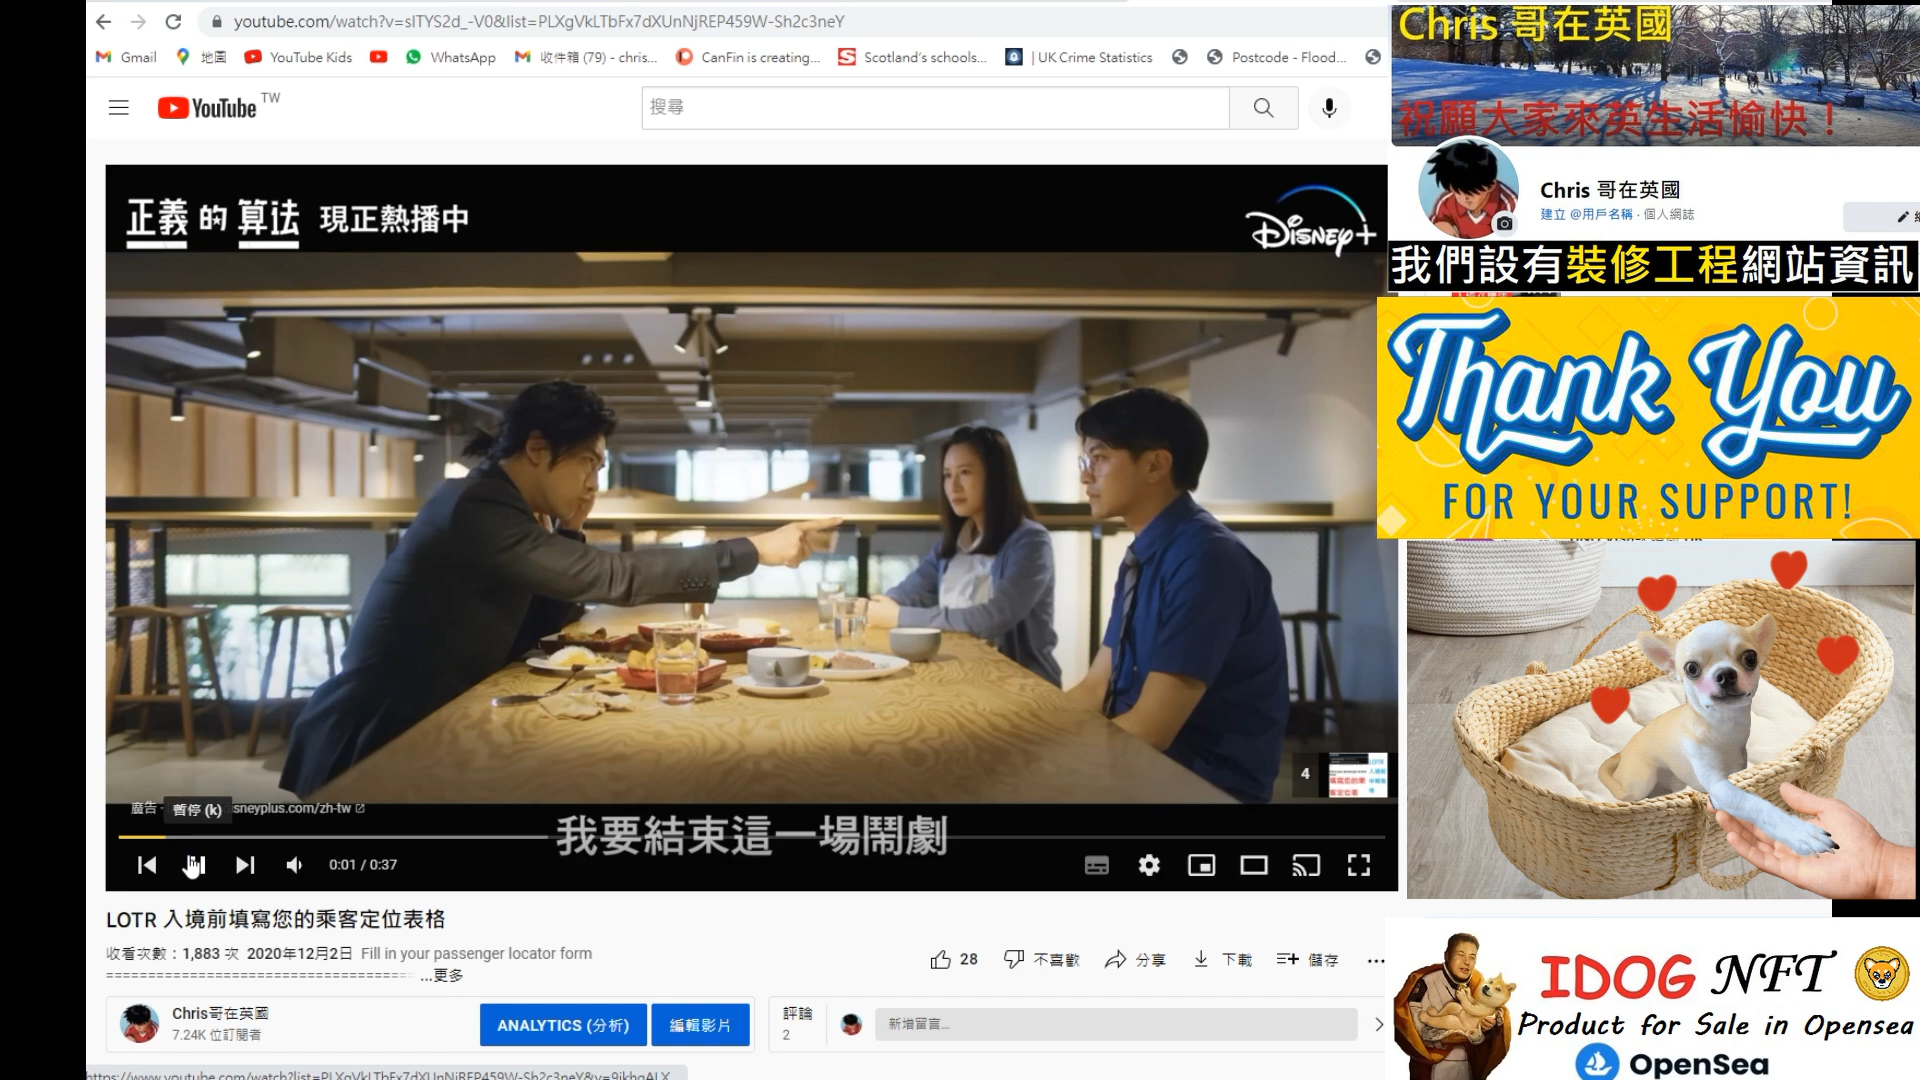 youtube.com/watch?v=sITYS2d_-V0&list=PLXgVkLTbFx7dXUnNjREP459W-Sh2c3neY
Gmail 地圖 YouTube Kids WhatsApp 收件箱 (79) - chris... CanFin is creating... Scotland's schools... | UK Crime Statistics Postcode - Flood...
YouTube TW
搜尋
正義的算法 現正熱播中
Disney+
4
廣告 · 暫停 (k) sneyplus.com/zh-tw
我要結束這一場鬧劇
0:01 / 0:37
LOTR 入境前填寫您的乘客定位表格
收看次數：1,883 次 2020年12月2日 Fill in your passenger locator form
28 不喜歡 分享 下載 儲存 ...
===================================== ...更多
Chris哥在英國
7.24K 位訂閱者
ANALYTICS (分析) 編輯影片
評論
2
新增留言...
Chris 哥在英國
祝願大家來英生活愉快！
Chris 哥在英國
建立 @用戶名稱 · 個人網誌
我們設有裝修工程網站資訊
Thank You
FOR YOUR SUPPORT!
IDOG NFT
Product for Sale in Opensea
OpenSea